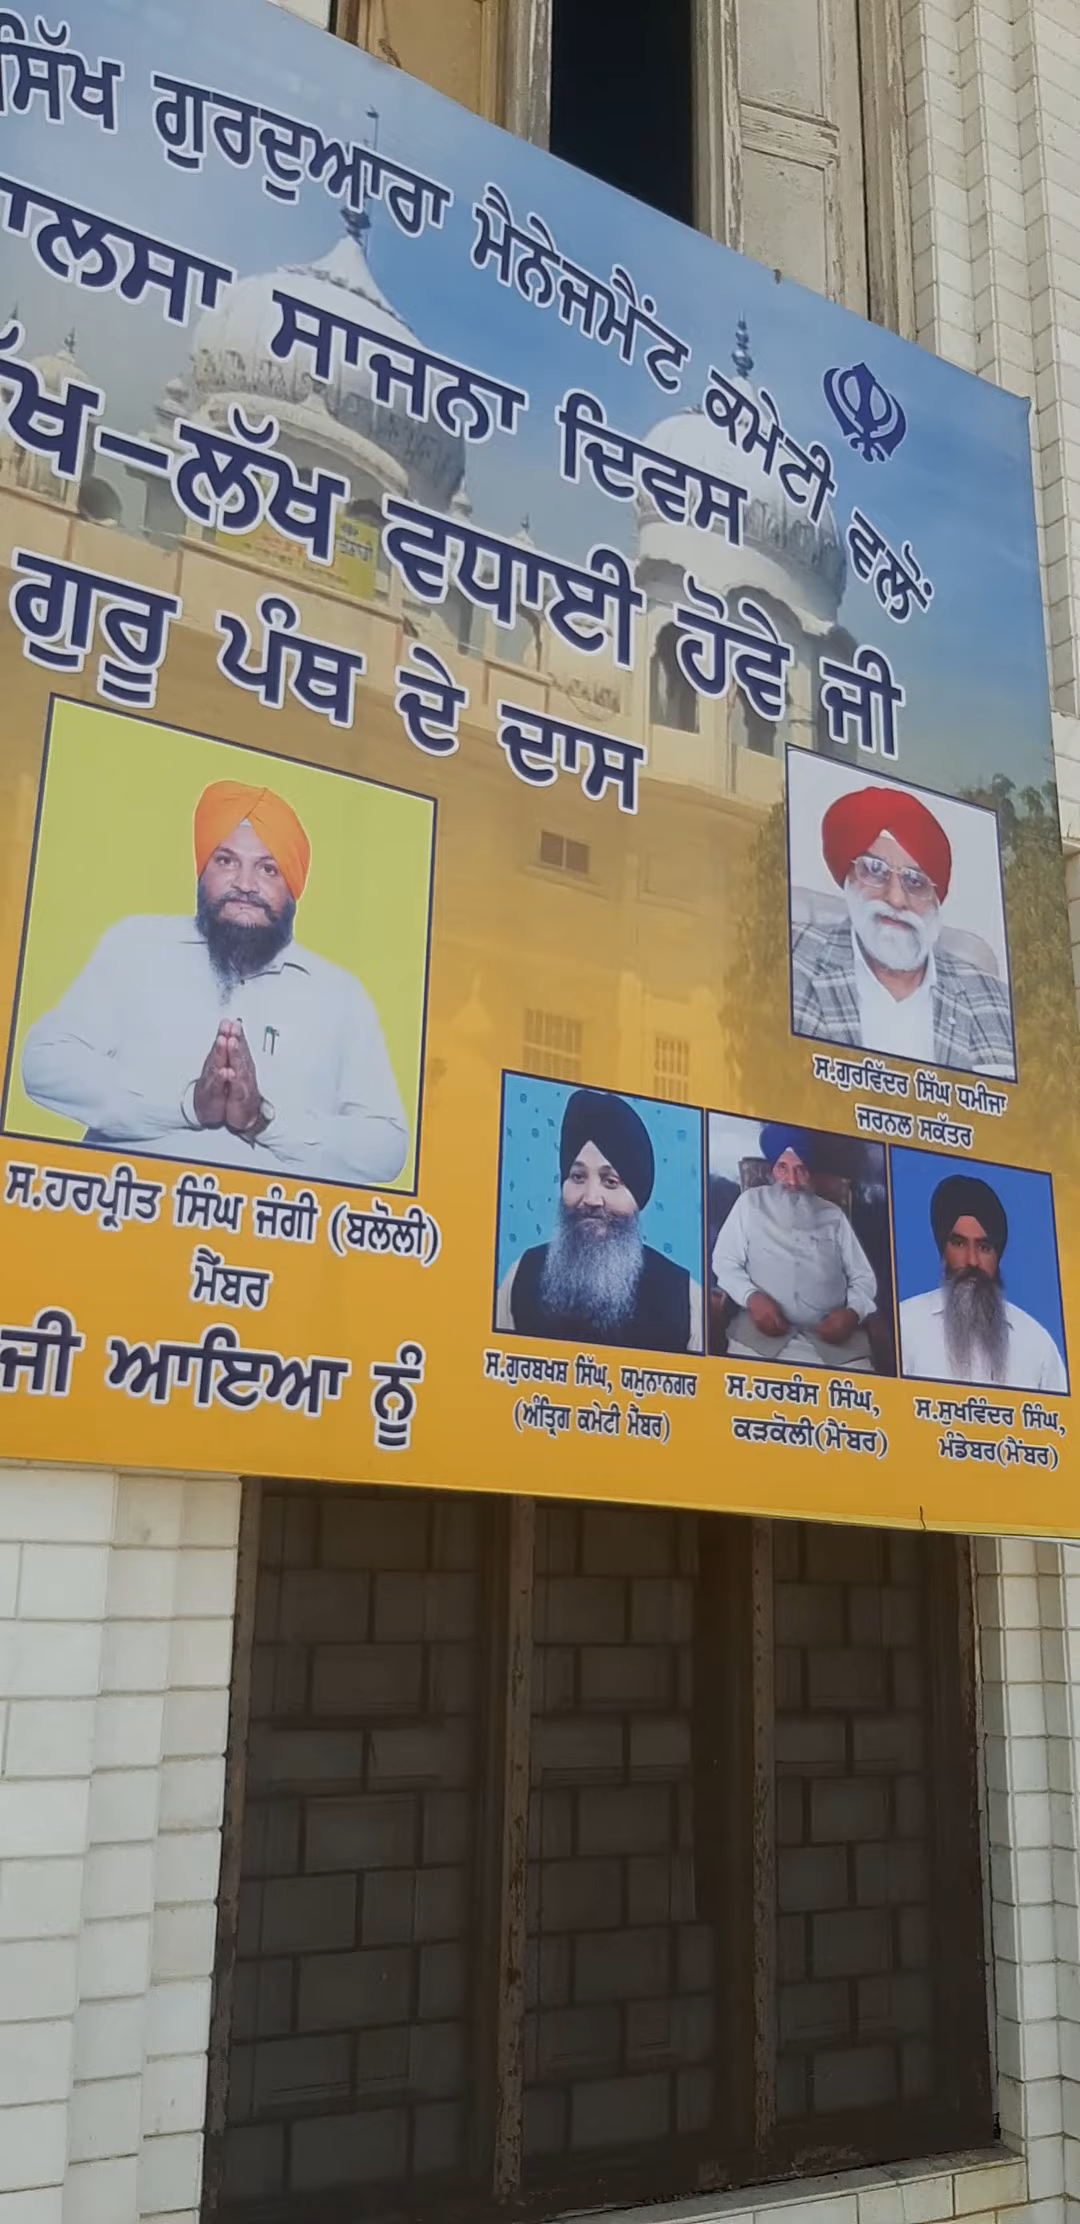 ਸਿੱਖ ਗੁਰਦੁਆਰਾ ਮੈਨੇਜਮੈਂਟ ਕਮੇਟੀ ਵਲੋਂ
ਾਲਸਾ ਸਾਜਨਾ ਦਿਵਸ
ੱਖ-ਲੱਖ ਵਧਾਈ ਹੋਵੇ ਜੀ
ਗੁਰੂ ਪੰਥ ਦੇ ਦਾਸ
ਸ.ਗੁਰਵਿੰਦਰ ਸਿੰਘ ਧਮੀਜਾ
ਜਰਨਲ ਸਕੱਤਰ
ਸ.ਹਰਪ੍ਰੀਤ ਸਿੰਘ ਜੰਗੀ (ਬਲੋਲੀ)
ਮੈਂਬਰ
ਸ.ਗੁਰਬਖਸ਼ ਸਿੰਘ, ਯਮੁਨਾਨਗਰ
(ਅੰਤ੍ਰਿਗ ਕਮੇਟੀ ਮੈਂਬਰ)
ਸ.ਹਰਬੰਸ ਸਿੰਘ,
ਕੜਕੋਲੀ(ਮੈਂਬਰ)
ਸ.ਸੁਖਵਿੰਦਰ ਸਿੰਘ,
ਮੰਡੇਬਰ(ਮੈਂਬਰ)
ਜੀ ਆਇਆ ਨੂੰ